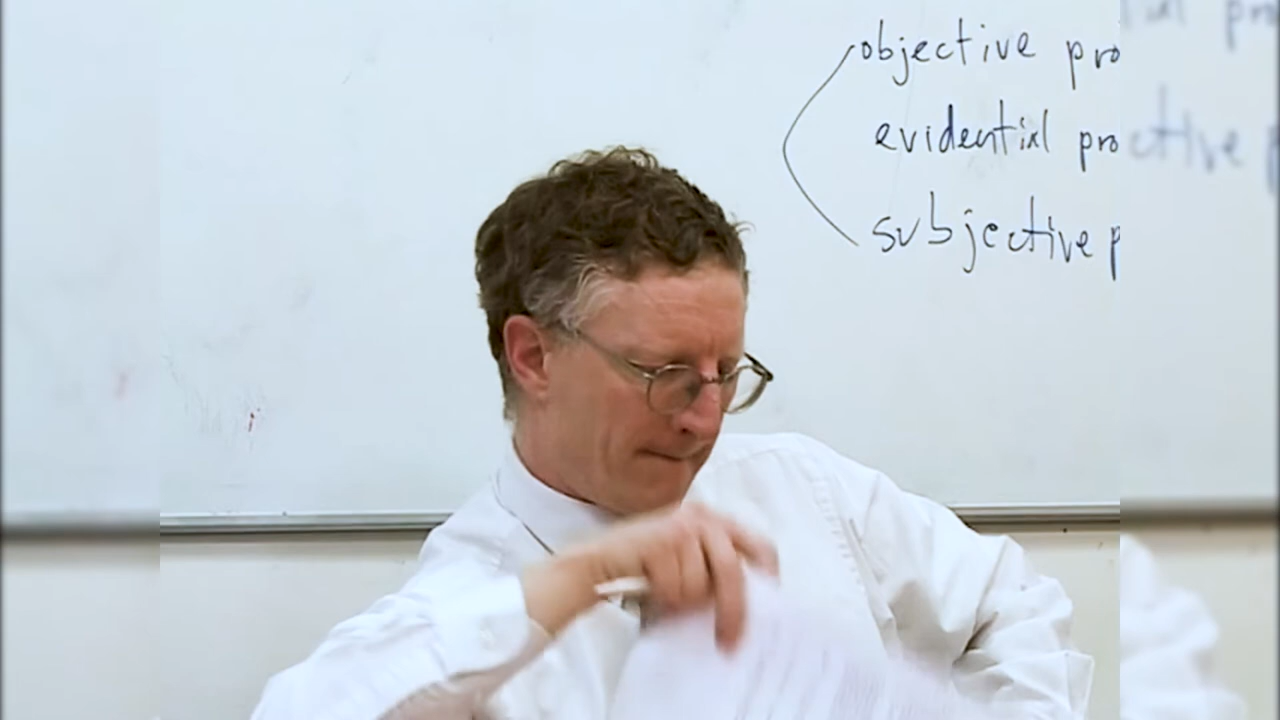 objective pro
evidential pro
subjective p